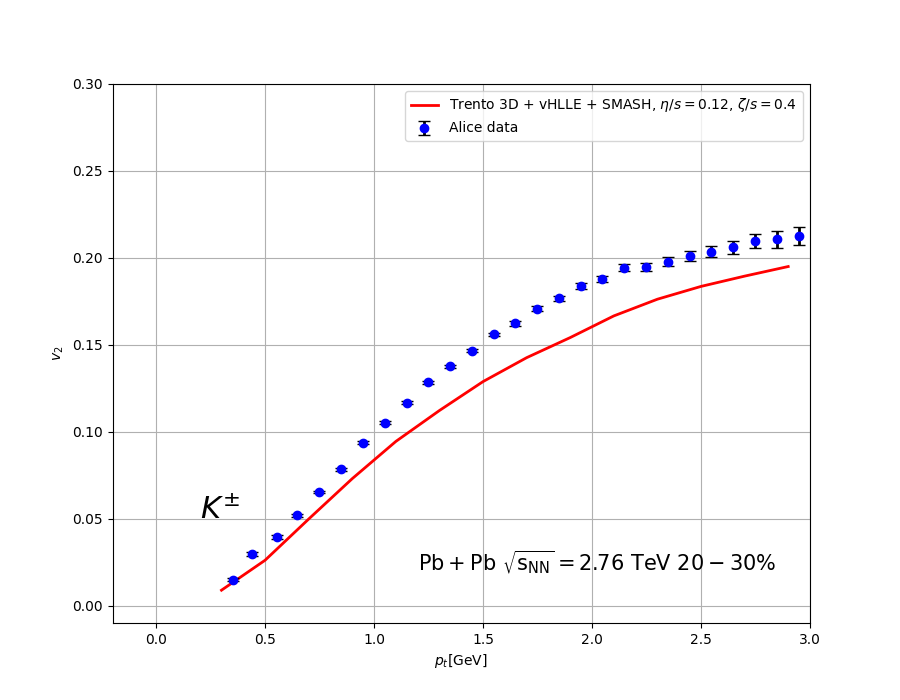 Trento 3D + vHLLE + SMASH, η/s = 0.12, ζ/s = 0.4
Alice data
0.30
0.25
0.20
0.15
0.10
0.05
0.00
v₂
K±
Pb + Pb √sNN = 2.76 TeV 20 − 30%
0.0 0.5 1.0 1.5 2.0 2.5 3.0
pt[GeV]